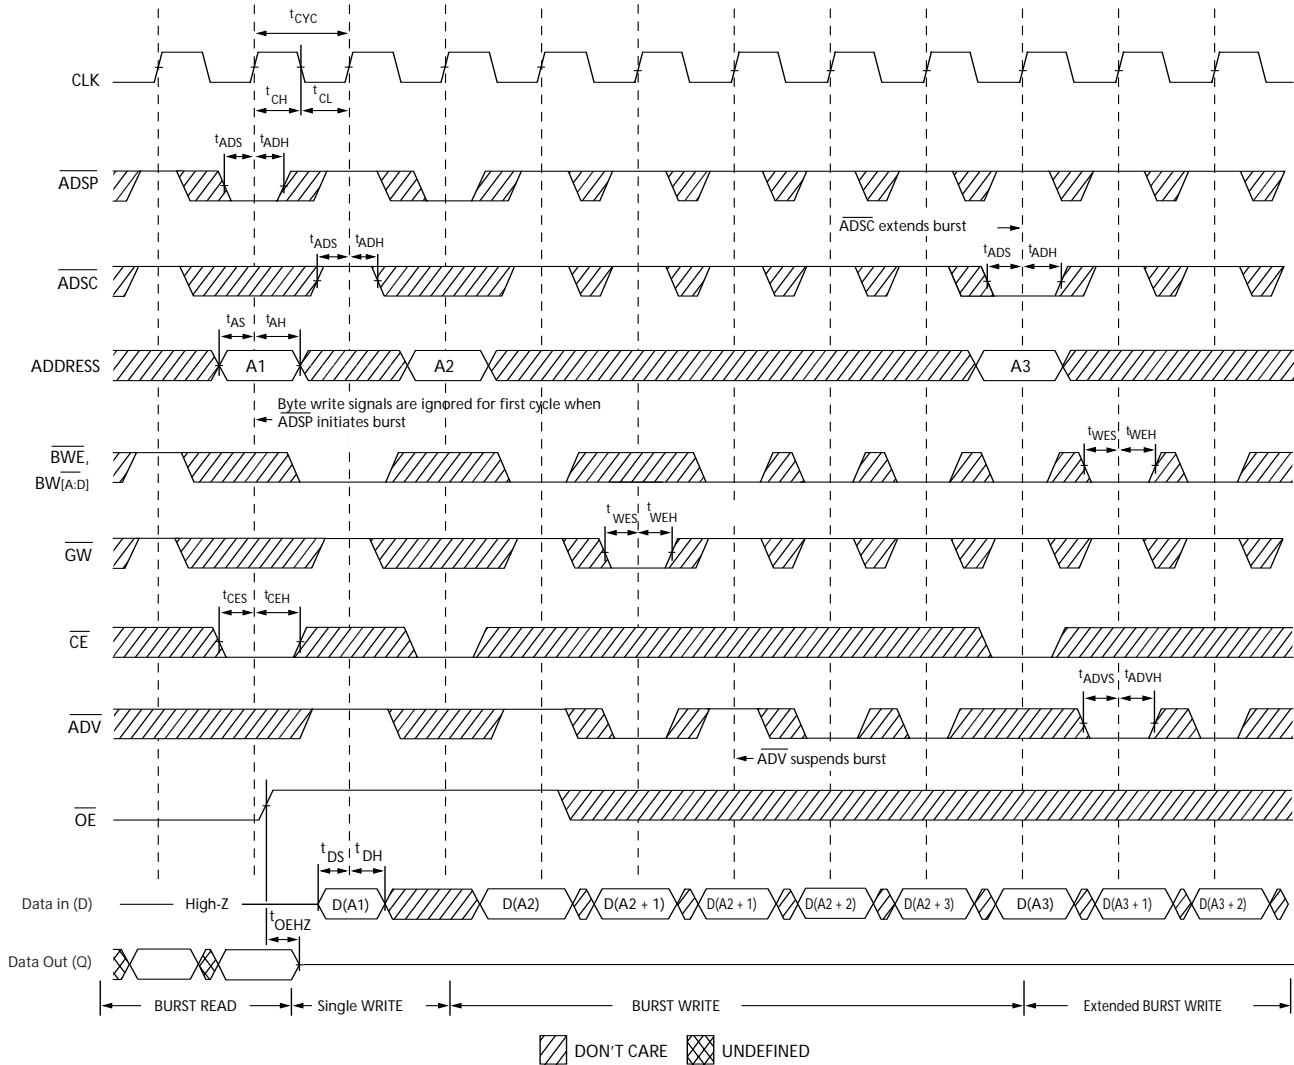 tCYC
CLK
tCH
tCL
tADS
tADH
ADSP
ADSC extends burst
tADS
tADH
tADS
tADH
ADSC
tAS
tAH
ADDRESS
A1
A2
A3
Byte write signals are ignored for first cycle when
ADSP initiates burst
tWES
tWEH
BWE,
BW[A:D]
tWES
tWEH
GW
tCES
tCEH
CE
tADVS
tADVH
ADV
ADV suspends burst
OE
tDS
tDH
Data in (D)
High-Z
D(A1)
D(A2)
D(A2 + 1)
D(A2 + 1)
D(A2 + 2)
D(A2 + 3)
D(A3)
D(A3 + 1)
D(A3 + 2)
tOEHZ
Data Out (Q)
BURST READ
Single WRITE
BURST WRITE
Extended BURST WRITE
DON'T CARE
UNDEFINED